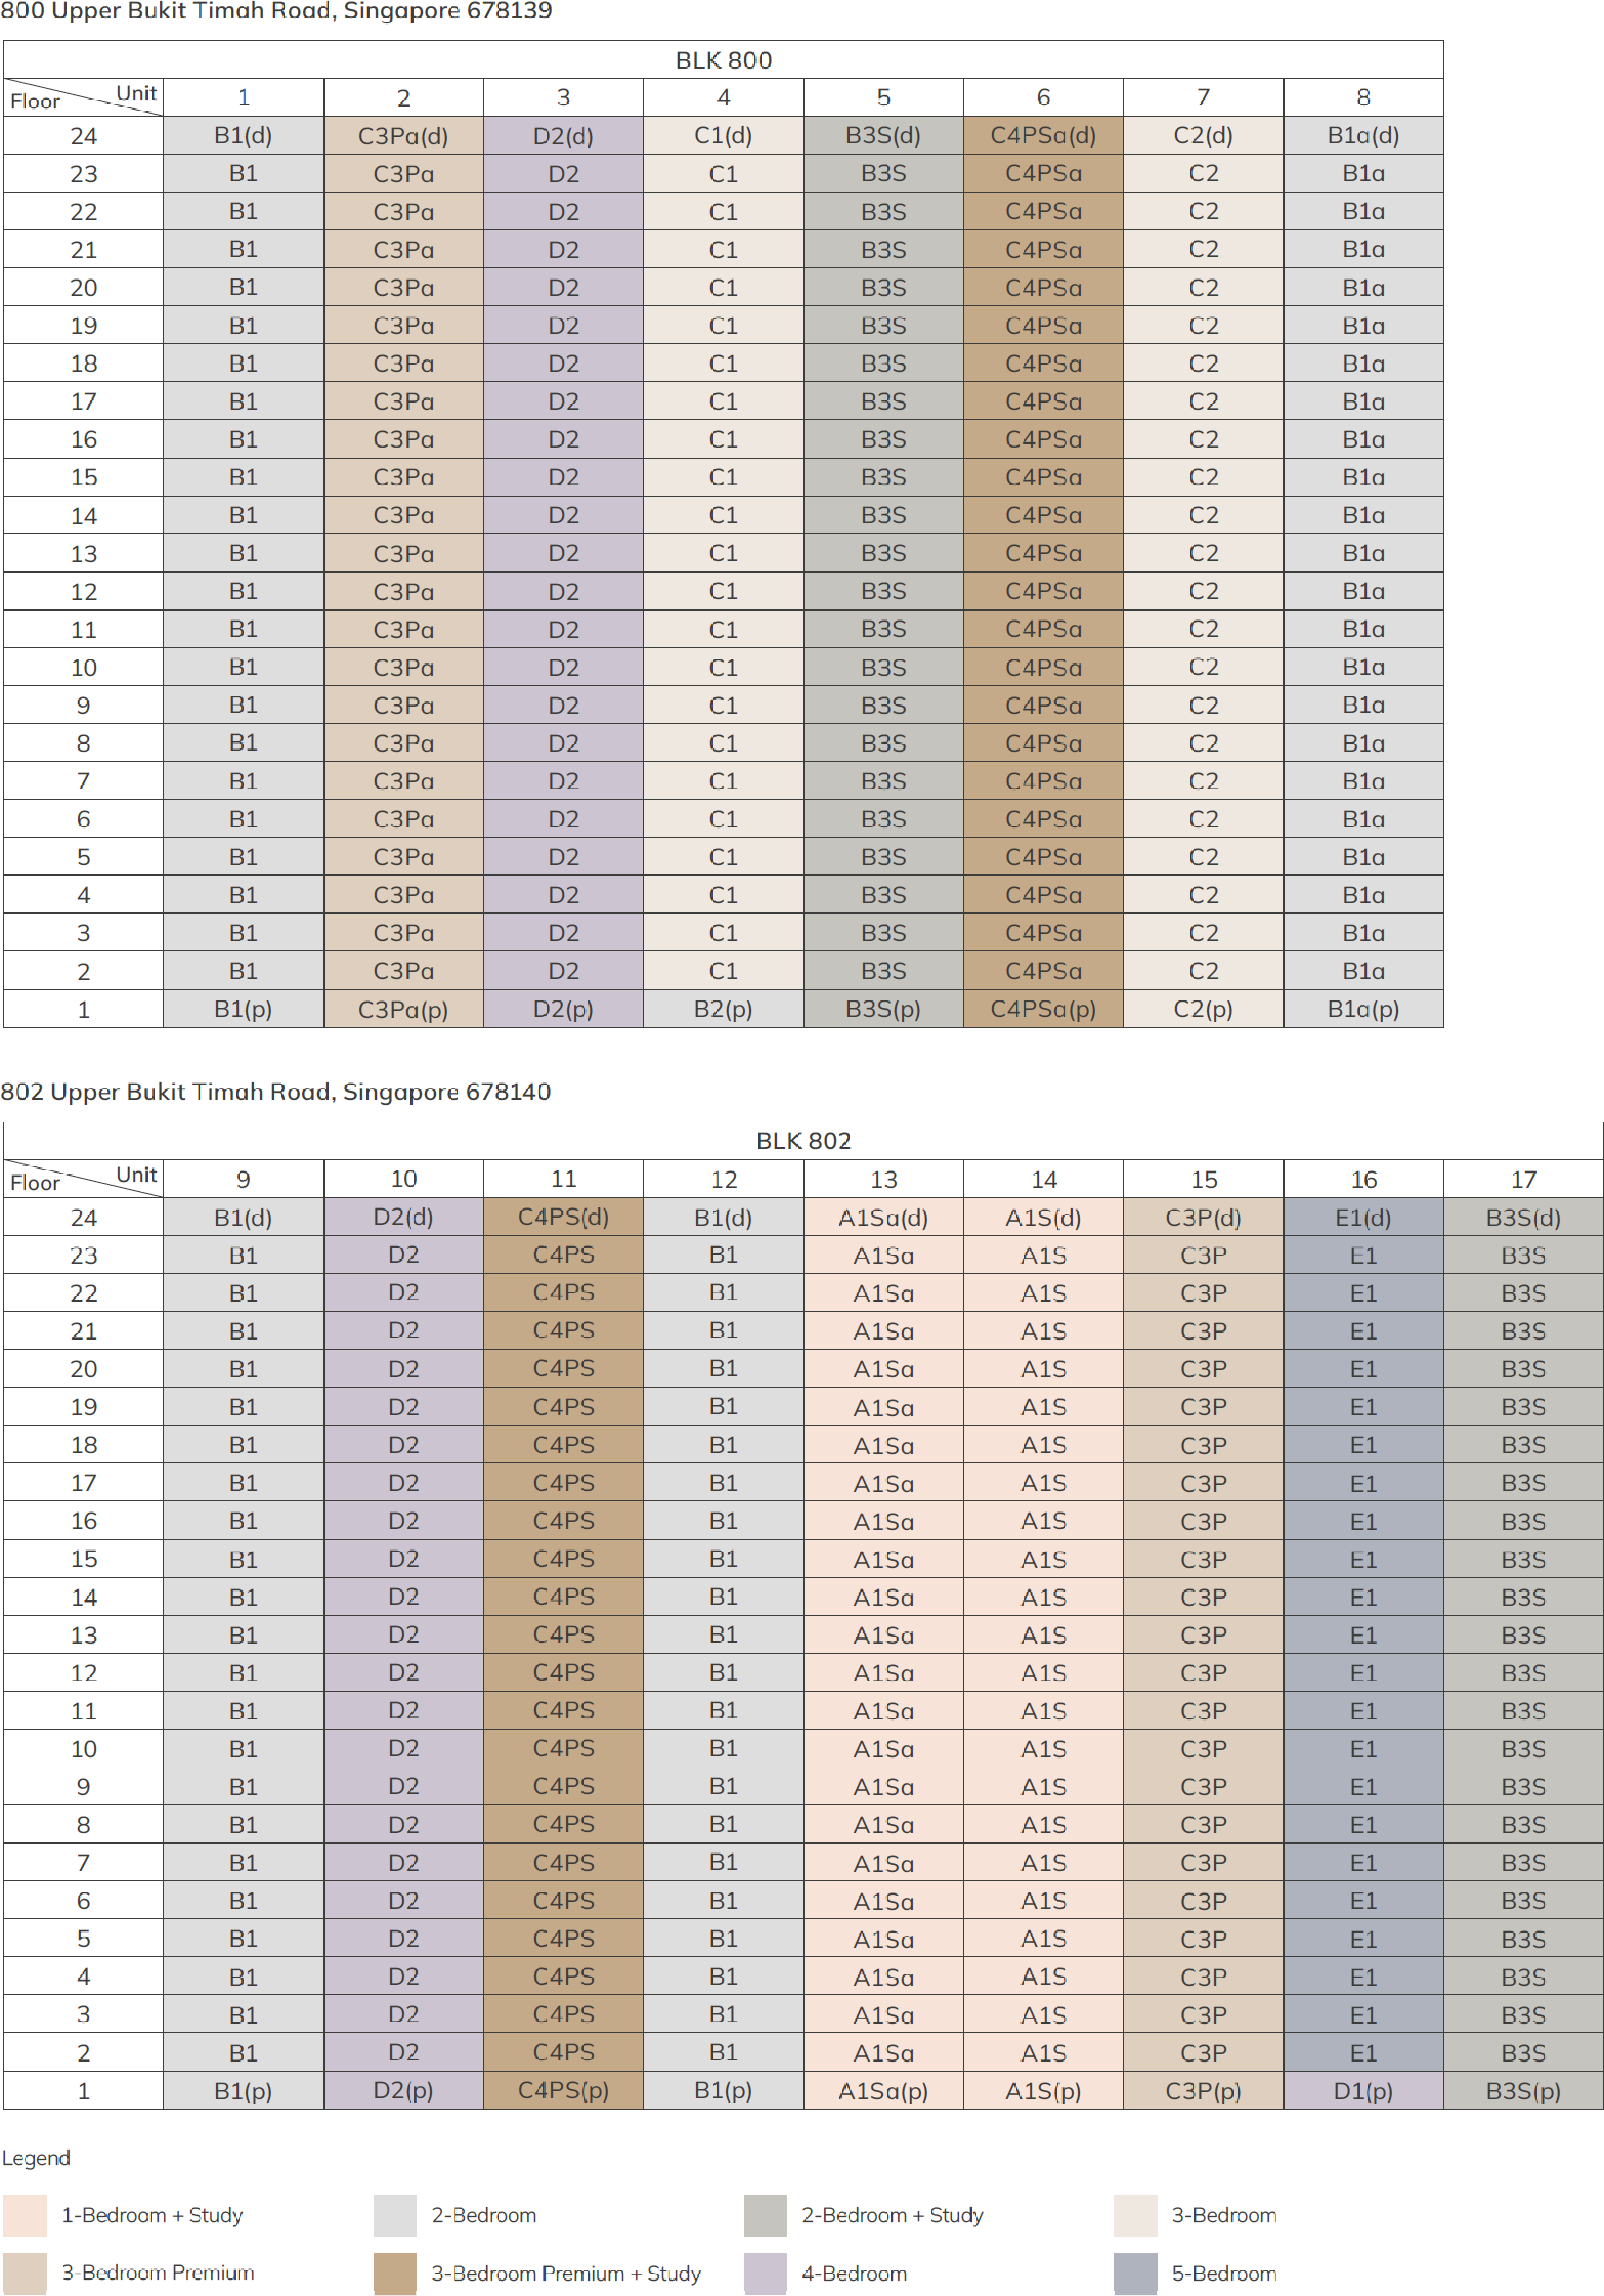 800 Upper Bukit Timah Road, Singapore 678139
BLK 800
Floor Unit 1 2 3 4 5 6 7 8
24 B1(d) C3Pa(d) D2(d) C1(d) B3S(d) C4PSa(d) C2(d) B1a(d)
23 B1 C3Pa D2 C1 B3S C4PSa C2 B1a
22 B1 C3Pa D2 C1 B3S C4PSa C2 B1a
21 B1 C3Pa D2 C1 B3S C4PSa C2 B1a
20 B1 C3Pa D2 C1 B3S C4PSa C2 B1a
19 B1 C3Pa D2 C1 B3S C4PSa C2 B1a
18 B1 C3Pa D2 C1 B3S C4PSa C2 B1a
17 B1 C3Pa D2 C1 B3S C4PSa C2 B1a
16 B1 C3Pa D2 C1 B3S C4PSa C2 B1a
15 B1 C3Pa D2 C1 B3S C4PSa C2 B1a
14 B1 C3Pa D2 C1 B3S C4PSa C2 B1a
13 B1 C3Pa D2 C1 B3S C4PSa C2 B1a
12 B1 C3Pa D2 C1 B3S C4PSa C2 B1a
11 B1 C3Pa D2 C1 B3S C4PSa C2 B1a
10 B1 C3Pa D2 C1 B3S C4PSa C2 B1a
9 B1 C3Pa D2 C1 B3S C4PSa C2 B1a
8 B1 C3Pa D2 C1 B3S C4PSa C2 B1a
7 B1 C3Pa D2 C1 B3S C4PSa C2 B1a
6 B1 C3Pa D2 C1 B3S C4PSa C2 B1a
5 B1 C3Pa D2 C1 B3S C4PSa C2 B1a
4 B1 C3Pa D2 C1 B3S C4PSa C2 B1a
3 B1 C3Pa D2 C1 B3S C4PSa C2 B1a
2 B1 C3Pa D2 C1 B3S C4PSa C2 B1a
1 B1(p) C3Pa(p) D2(p) B2(p) B3S(p) C4PSa(p) C2(p) B1a(p)
802 Upper Bukit Timah Road, Singapore 678140
BLK 802
Floor Unit 9 10 11 12 13 14 15 16 17
24 B1(d) D2(d) C4PS(d) B1(d) A1Sa(d) A1S(d) C3P(d) E1(d) B3S(d)
23 B1 D2 C4PS B1 A1Sa A1S C3P E1 B3S
22 B1 D2 C4PS B1 A1Sa A1S C3P E1 B3S
21 B1 D2 C4PS B1 A1Sa A1S C3P E1 B3S
20 B1 D2 C4PS B1 A1Sa A1S C3P E1 B3S
19 B1 D2 C4PS B1 A1Sa A1S C3P E1 B3S
18 B1 D2 C4PS B1 A1Sa A1S C3P E1 B3S
17 B1 D2 C4PS B1 A1Sa A1S C3P E1 B3S
16 B1 D2 C4PS B1 A1Sa A1S C3P E1 B3S
15 B1 D2 C4PS B1 A1Sa A1S C3P E1 B3S
14 B1 D2 C4PS B1 A1Sa A1S C3P E1 B3S
13 B1 D2 C4PS B1 A1Sa A1S C3P E1 B3S
12 B1 D2 C4PS B1 A1Sa A1S C3P E1 B3S
11 B1 D2 C4PS B1 A1Sa A1S C3P E1 B3S
10 B1 D2 C4PS B1 A1Sa A1S C3P E1 B3S
9 B1 D2 C4PS B1 A1Sa A1S C3P E1 B3S
8 B1 D2 C4PS B1 A1Sa A1S C3P E1 B3S
7 B1 D2 C4PS B1 A1Sa A1S C3P E1 B3S
6 B1 D2 C4PS B1 A1Sa A1S C3P E1 B3S
5 B1 D2 C4PS B1 A1Sa A1S C3P E1 B3S
4 B1 D2 C4PS B1 A1Sa A1S C3P E1 B3S
3 B1 D2 C4PS B1 A1Sa A1S C3P E1 B3S
2 B1 D2 C4PS B1 A1Sa A1S C3P E1 B3S
1 B1(p) D2(p) C4PS(p) B1(p) A1Sa(p) A1S(p) C3P(p) D1(p) B3S(p)
Legend
1-Bedroom + Study 2-Bedroom 2-Bedroom + Study 3-Bedroom
3-Bedroom Premium 3-Bedroom Premium + Study 4-Bedroom 5-Bedroom